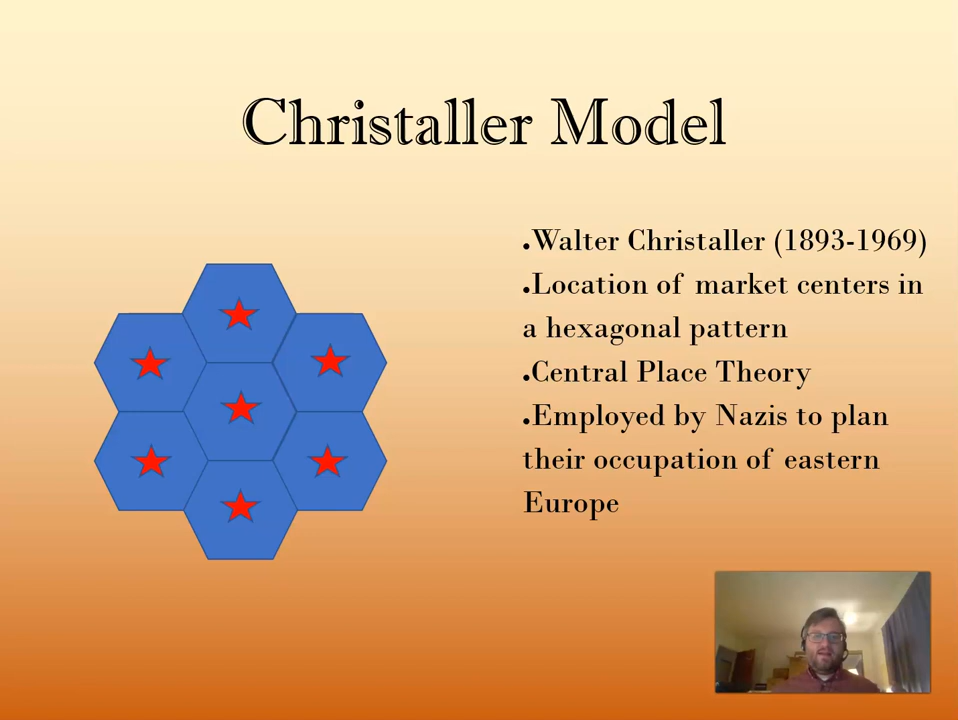 Christaller Model
.Walter Christaller (1893-1969)
.Location of market centers in
a hexagonal pattern
.Central Place Theory
.Employed by Nazis to plan
their occupation of eastern
Europe